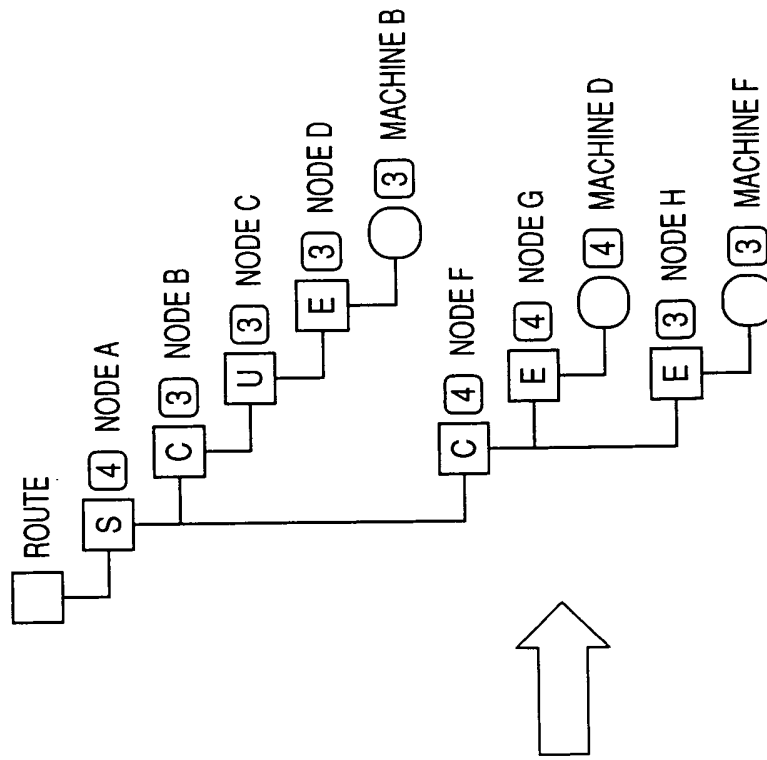 ROUTE
S 4 NODE A
C 3 NODE B
U 3 NODE C
E 3 NODE D
3 MACHINE B
C 4 NODE F
E 4 NODE G
4 MACHINE D
E 3 NODE H
3 MACHINE F